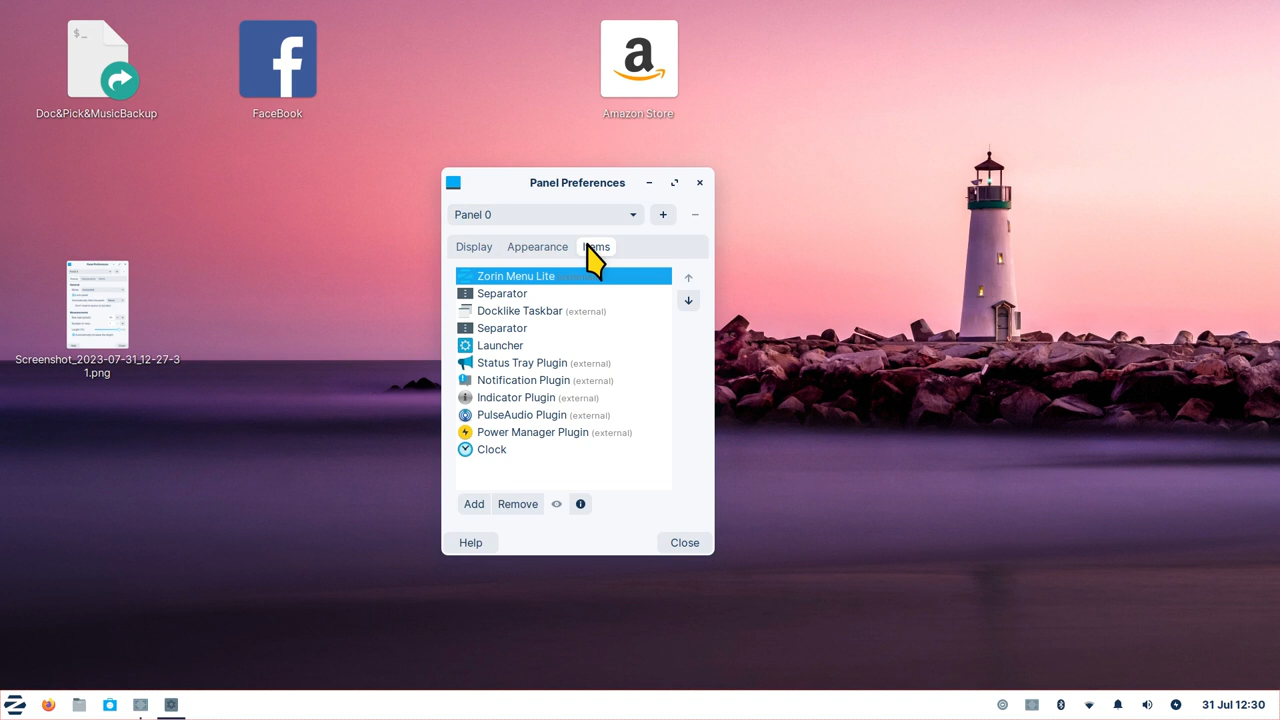 $_
Doc&Pick&MusicBackup
FaceBook
Amazon Store
Screenshot_2023-07-31_12-27-3
1.png
Panel Preferences
Panel 0
Display
Appearance
Items
Zorin Menu Lite (external)
Separator
Docklike Taskbar (external)
Separator
Launcher
Status Tray Plugin (external)
Notification Plugin (external)
Indicator Plugin (external)
PulseAudio Plugin (external)
Power Manager Plugin (external)
Clock
Add
Remove
Help
Close
31 Jul 12:30